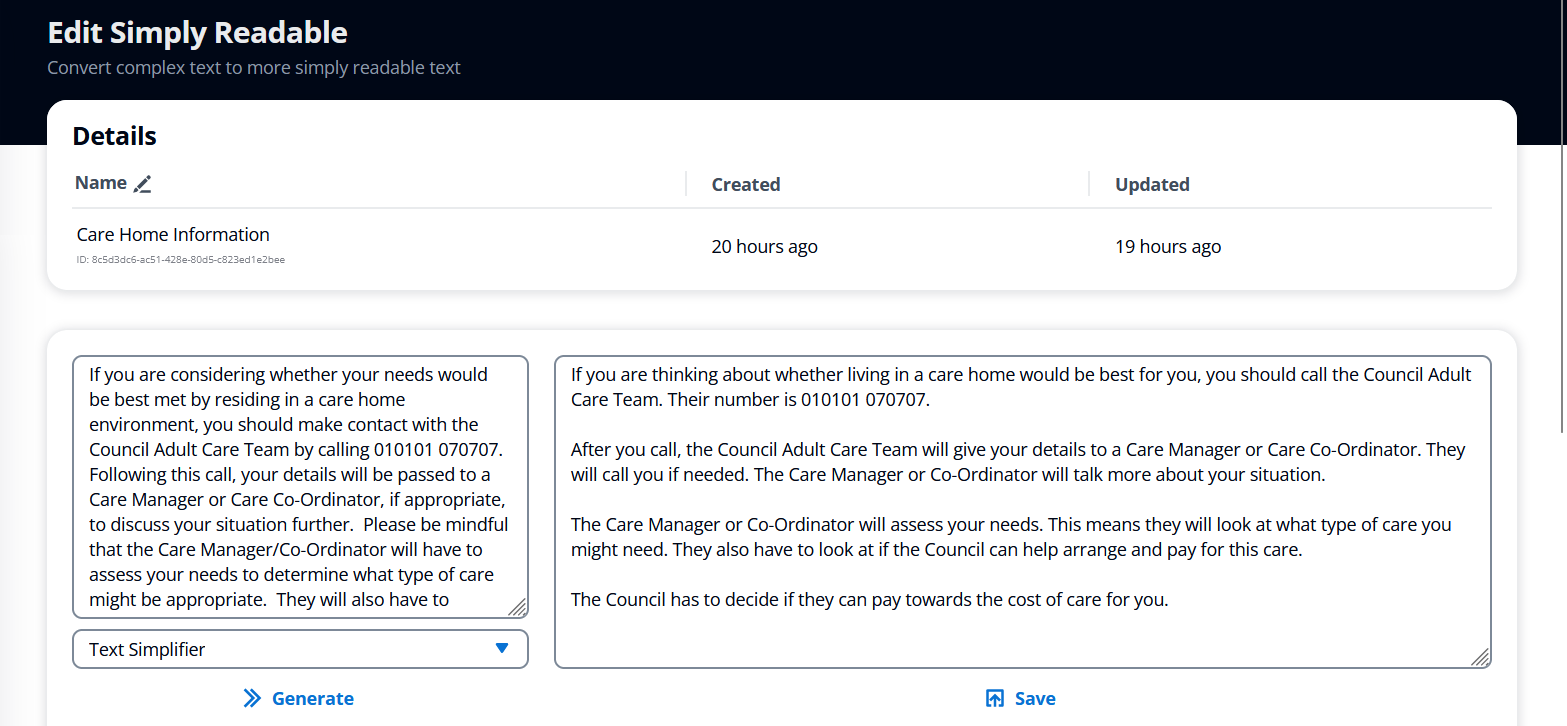 Edit Simply Readable
Convert complex text to more simply readable text
Details
Name
Created
Updated
Care Home Information
ID: 8c5d3dc6-ac51-428e-80d5-c823ed1e2bee
20 hours ago
19 hours ago
If you are considering whether your needs would
be best met by residing in a care home
environment, you should make contact with the
Council Adult Care Team by calling 010101 070707.
Following this call, your details will be passed to a
Care Manager or Care Co-Ordinator, if appropriate,
to discuss your situation further.  Please be mindful
that the Care Manager/Co-Ordinator will have to
assess your needs to determine what type of care
might be appropriate.  They will also have to
Text Simplifier
Generate
If you are thinking about whether living in a care home would be best for you, you should call the Council Adult
Care Team. Their number is 010101 070707.
After you call, the Council Adult Care Team will give your details to a Care Manager or Care Co-Ordinator. They
will call you if needed. The Care Manager or Co-Ordinator will talk more about your situation.
The Care Manager or Co-Ordinator will assess your needs. This means they will look at what type of care you
might need. They also have to look at if the Council can help arrange and pay for this care.
The Council has to decide if they can pay towards the cost of care for you.
Save